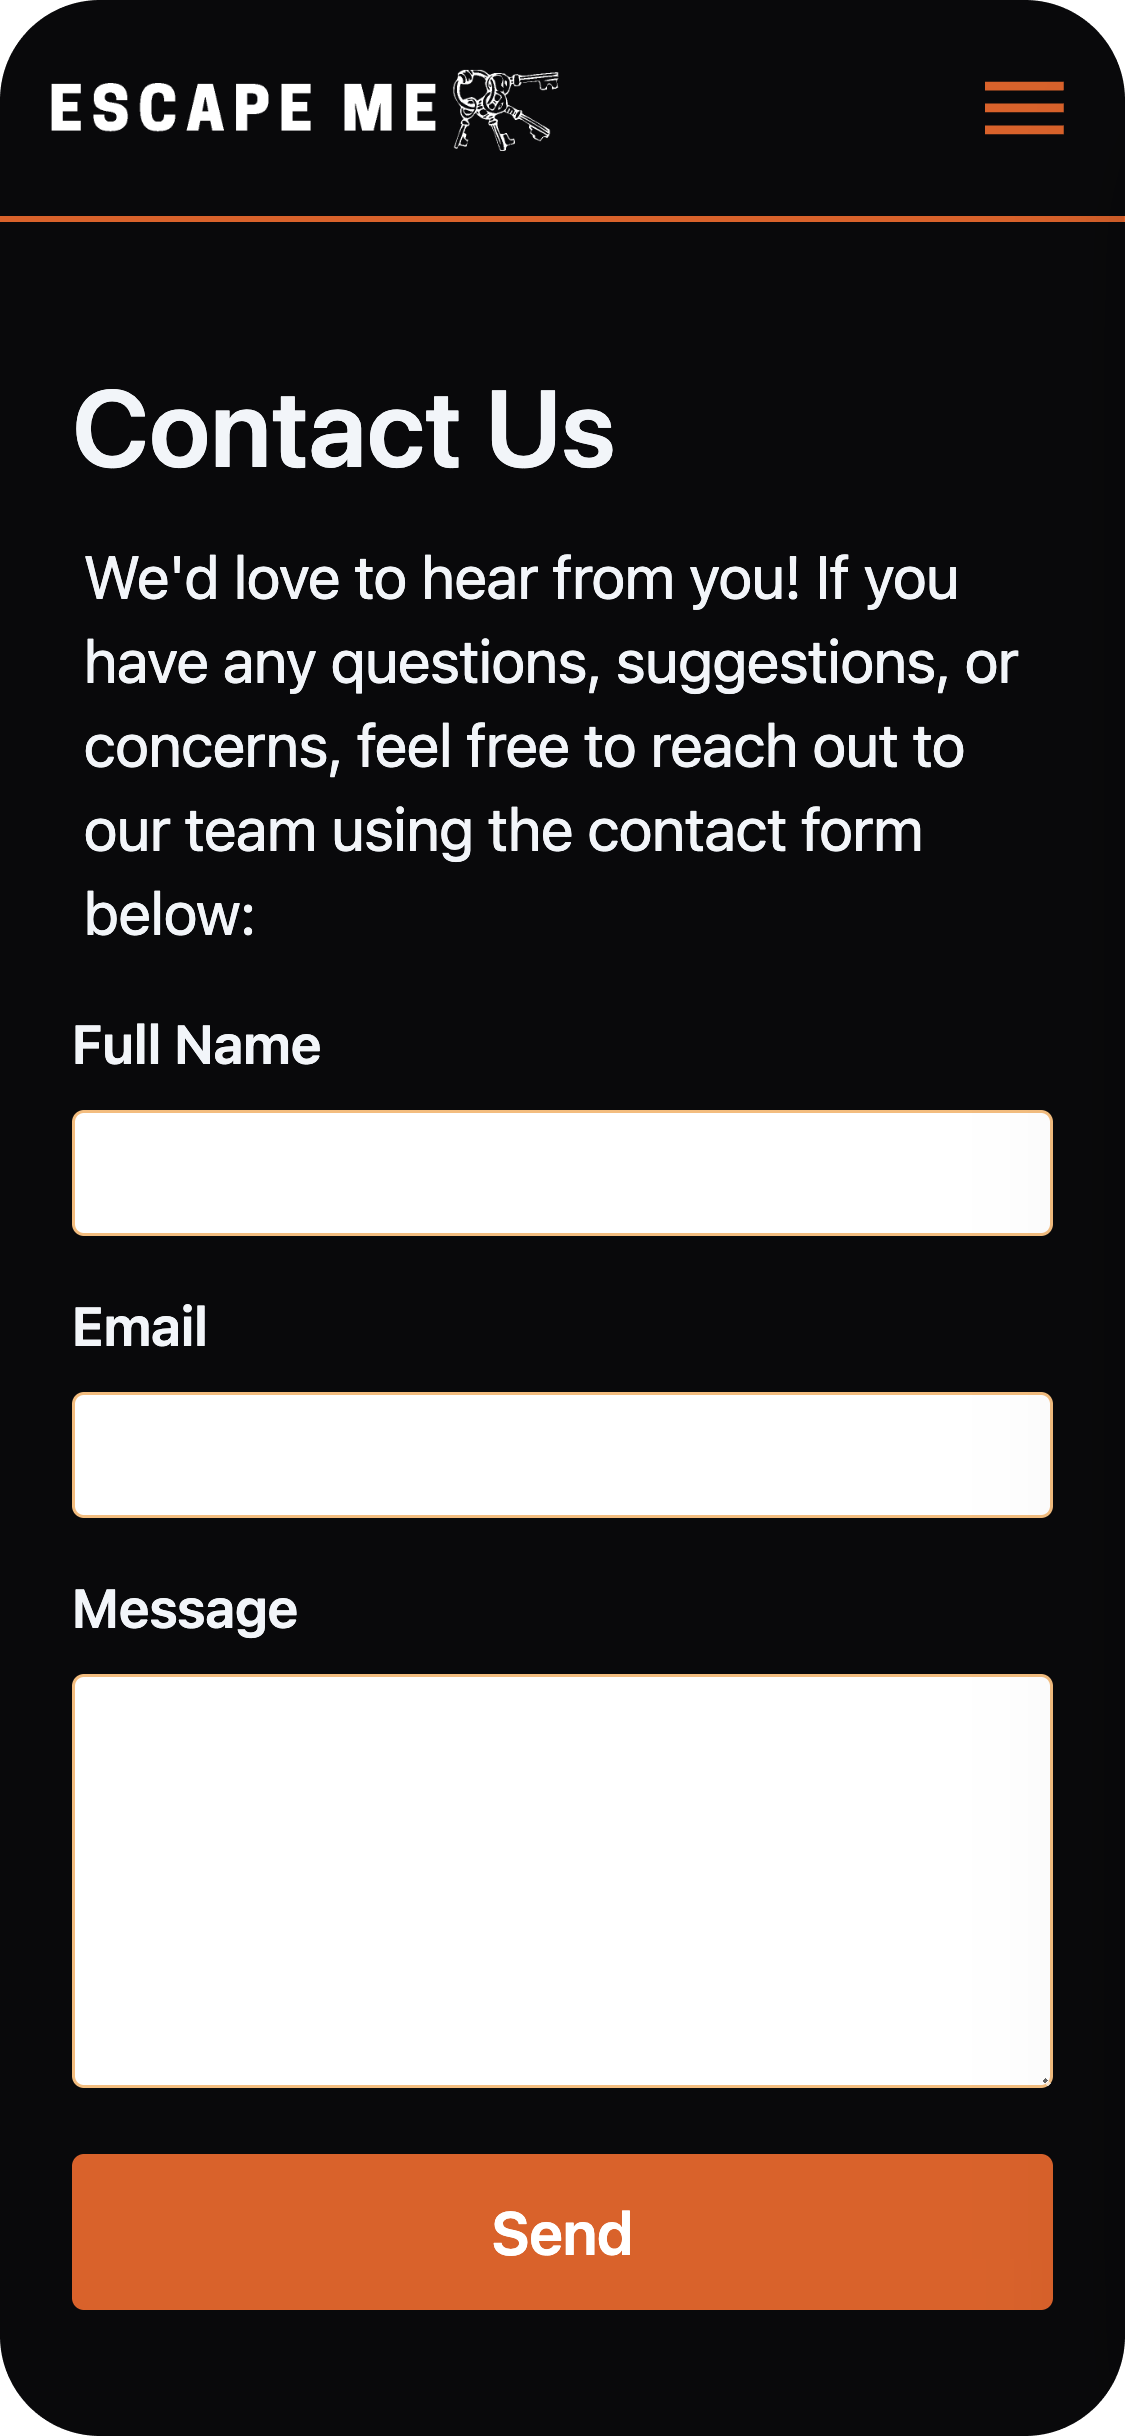 ESCAPE ME
Contact Us
We'd love to hear from you! If you
have any questions, suggestions, or
concerns, feel free to reach out to
our team using the contact form
below:
Full Name
Email
Message
Send